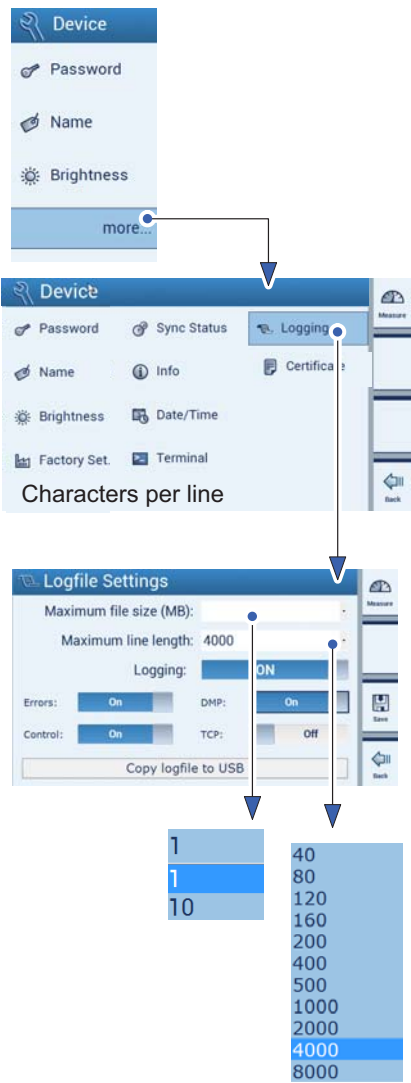 Device
Password
Name
Brightness
more...
Device
Measure
Password Sync Status Logging
Name Info Certificate
Brightness Date/Time
Factory Set. Terminal
Characters per line
Back
Logfile Settings
Measure
Maximum file size (MB):
Maximum line length: 4000
Logging: ON
Errors: On DMP: On
Save
Control: On TCP: Off
Copy logfile to USB
Back
1
1
10
40
80
120
160
200
400
500
1000
2000
4000
8000